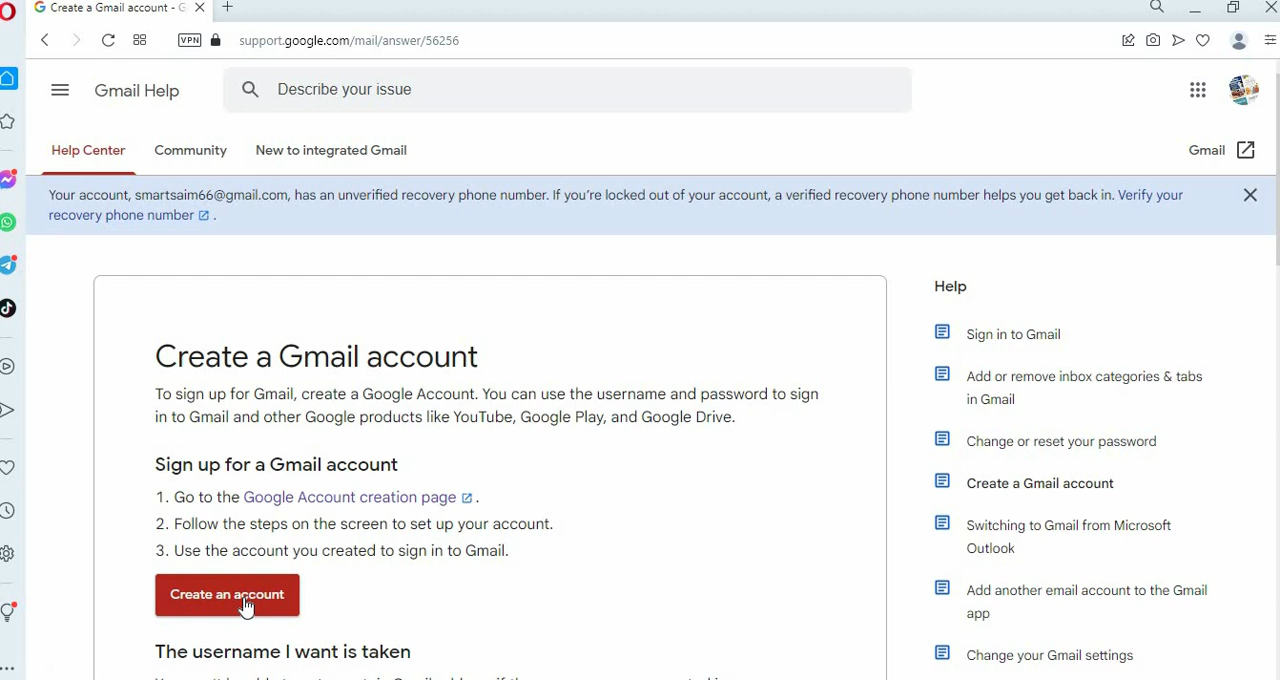 Create a Gmail account - G
VPN
support.google.com/mail/answer/56256
Gmail Help
Describe your issue
Help Center
Community
New to integrated Gmail
Gmail
Your account, smartsaim66@gmail.com, has an unverified recovery phone number. If you're locked out of your account, a verified recovery phone number helps you get back in. Verify your
recovery phone number .
Create a Gmail account
To sign up for Gmail, create a Google Account. You can use the username and password to sign
in to Gmail and other Google products like YouTube, Google Play, and Google Drive.
Sign up for a Gmail account
1. Go to the Google Account creation page .
2. Follow the steps on the screen to set up your account.
3. Use the account you created to sign in to Gmail.
Create an account
The username I want is taken
Help
Sign in to Gmail
Add or remove inbox categories & tabs
in Gmail
Change or reset your password
Create a Gmail account
Switching to Gmail from Microsoft
Outlook
Add another email account to the Gmail
app
Change your Gmail settings